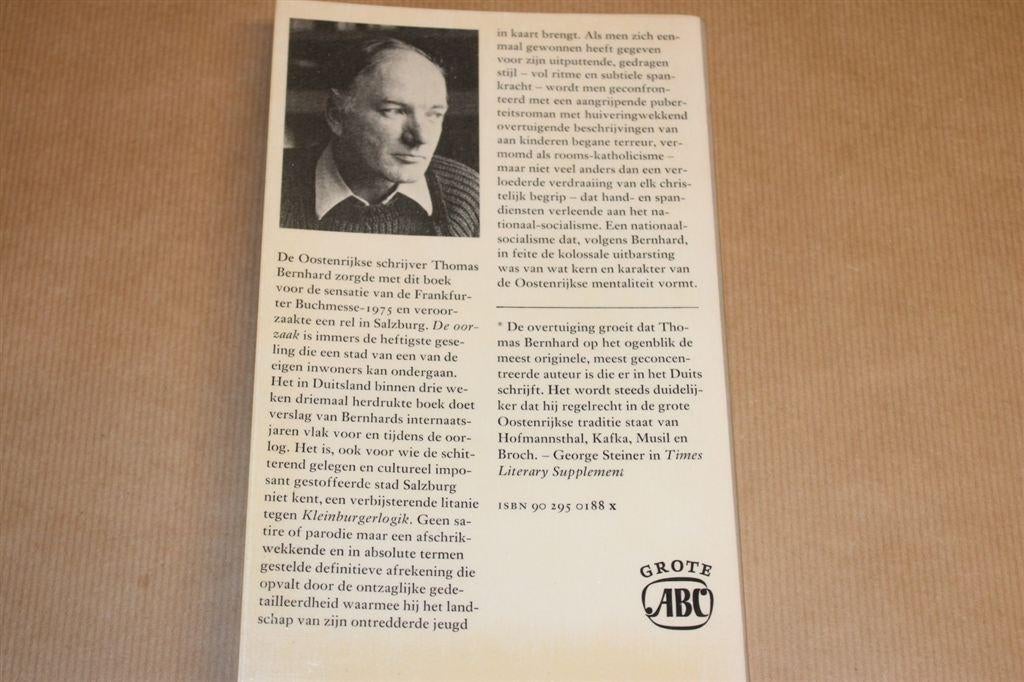 De Oostenrijkse schrijver Thomas
Bernhard zorgde met dit boek
voor de sensatie van de Frankfur-
ter Buchmesse-1975 en veroor-
zaakte een rel in Salzburg. De oor-
zaak is immers de heftigste gese-
ling die een stad van een van de
eigen inwoners kan ondergaan.
Het in Duitsland binnen drie we-
ken driemaal herdrukte boek doet
verslag van Bernhards internaats-
jaren vlak voor en tijdens de oor-
log. Het is, ook voor wie de schit-
terend gelegen en cultureel impo-
sant gestoffeerde stad Salzburg
niet kent, een verbijsterende litanie
tegen Kleinburgerlogik. Geen sa-
tire of parodie maar een afschrik-
wekkende en in absolute termen
gestelde definitieve afrekening die
opvalt door de ontzaglijke gede-
tailleerdheid waarmee hij het land-
schap van zijn ontredderde jeugd
in kaart brengt. Als men zich een-
maal gewonnen heeft gegeven
voor zijn uitputtende, gedragen
stijl – vol ritme en subtiele span-
kracht – wordt men geconfron-
teerd met een aangrijpende puber-
teitsroman met huiveringwekkend
overtuigende beschrijvingen van
aan kinderen begane terreur, ver-
momd als rooms-katholicisme –
maar niet veel anders dan een ver-
loederde verdraaiing van elk chris-
telijk begrip – dat hand- en span-
diensten verleende aan het na-
tionaal-socialisme. Een nationaal-
socialisme dat, volgens Bernhard,
in feite de kolossale uitbarsting
was van wat kern en karakter van
de Oostenrijkse mentaliteit vormt.
* De overtuiging groeit dat Tho-
mas Bernhard op het ogenblik de
meest originele, meest geconcen-
treerde auteur is die er in het Duits
schrijft. Het wordt steeds duidelij-
ker dat hij regelrecht in de grote
Oostenrijkse traditie staat van
Hofmannsthal, Kafka, Musil en
Broch. – George Steiner in Times
Literary Supplement
ISBN 90 295 0188 X
GROTE
ABC